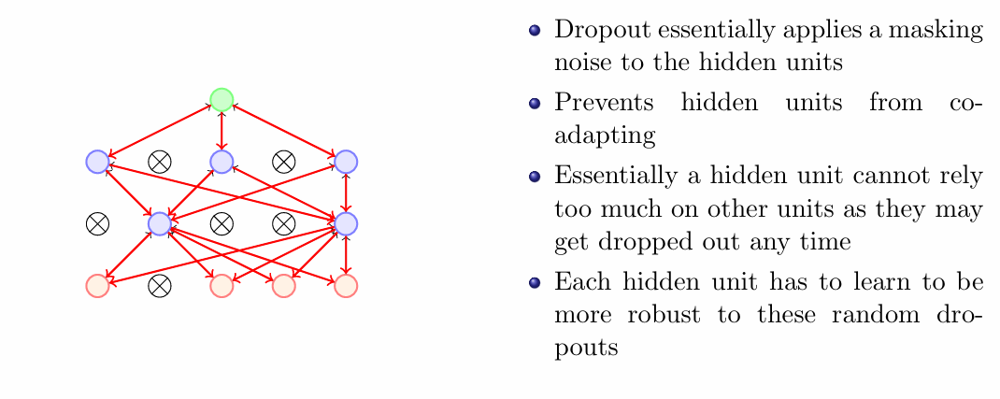 Dropout essentially applies a masking
noise to the hidden units
Prevents hidden units from co-
adapting
Essentially a hidden unit cannot rely
too much on other units as they may
get dropped out any time
Each hidden unit has to learn to be
more robust to these random dro-
pouts